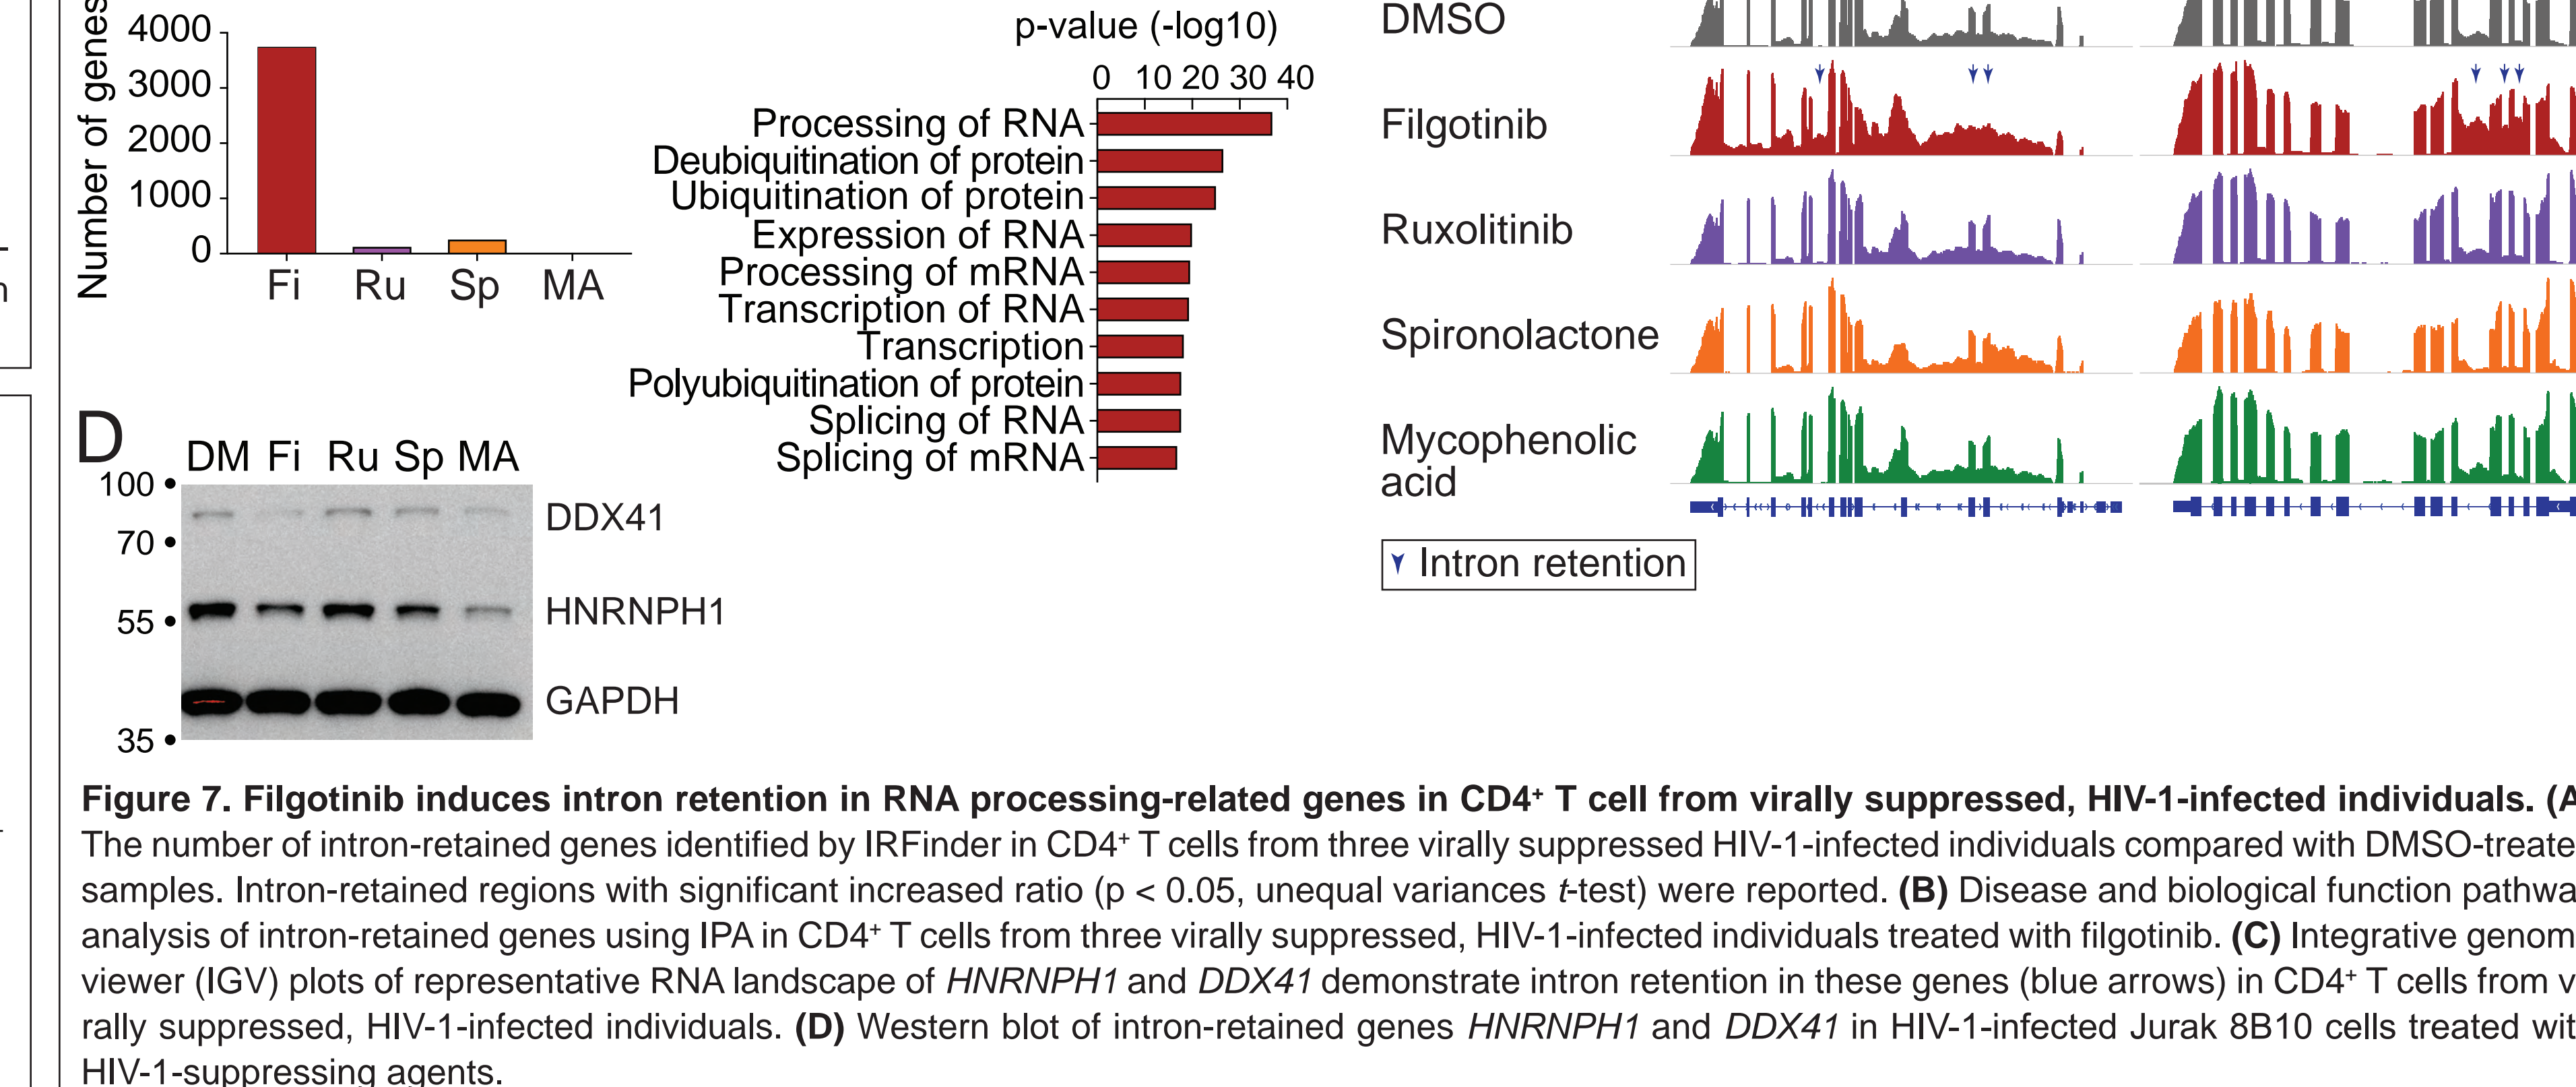 Number of genes
4000
3000
2000
1000
0
Fi Ru Sp MA
p-value (-log10)
0 10 20 30 40
Processing of RNA
Deubiquitination of protein
Ubiquitination of protein
Expression of RNA
Processing of mRNA
Transcription of RNA
Transcription
Polyubiquitination of protein
Splicing of RNA
Splicing of mRNA
DMSO
Filgotinib
Ruxolitinib
Spironolactone
Mycophenolic
acid
Intron retention
D
DM Fi Ru Sp MA
100
70
55
35
DDX41
HNRNPH1
GAPDH
Figure 7. Filgotinib induces intron retention in RNA processing-related genes in CD4+ T cell from virally suppressed, HIV-1-infected individuals. (A
The number of intron-retained genes identified by IRFinder in CD4+ T cells from three virally suppressed HIV-1-infected individuals compared with DMSO-treate
samples. Intron-retained regions with significant increased ratio (p < 0.05, unequal variances t-test) were reported. (B) Disease and biological function pathwa
analysis of intron-retained genes using IPA in CD4+ T cells from three virally suppressed, HIV-1-infected individuals treated with filgotinib. (C) Integrative genom
viewer (IGV) plots of representative RNA landscape of HNRNPH1 and DDX41 demonstrate intron retention in these genes (blue arrows) in CD4+ T cells from v
rally suppressed, HIV-1-infected individuals. (D) Western blot of intron-retained genes HNRNPH1 and DDX41 in HIV-1-infected Jurak 8B10 cells treated wit
HIV-1-suppressing agents.